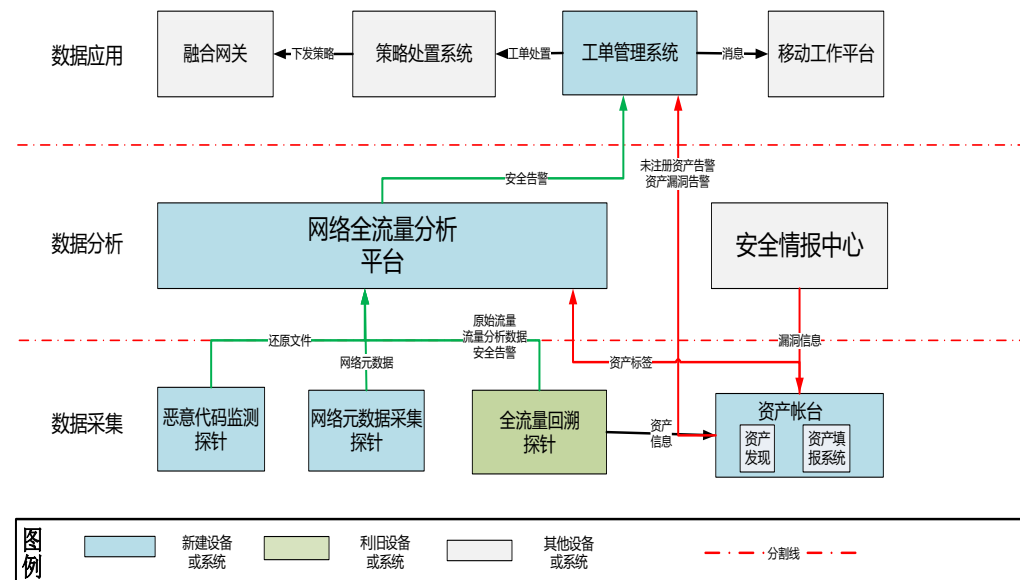 数据应用
融合网关
下发策略
策略处置系统
工单处置
工单管理系统
消息
移动工作平台
未注册资产告警
资产漏洞告警
安全告警
数据分析
网络全流量分析
平台
安全情报中心
原始流量
流量分析数据
安全告警
还原文件
网络元数据
资产标签
漏洞信息
数据采集
恶意代码监测
探针
网络元数据采集
探针
全流量回溯
探针
资产
信息
资产帐台
资产
发现
资产填
报系统
图
例
新建设备
或系统
利旧设备
或系统
其他设备
或系统
分割线